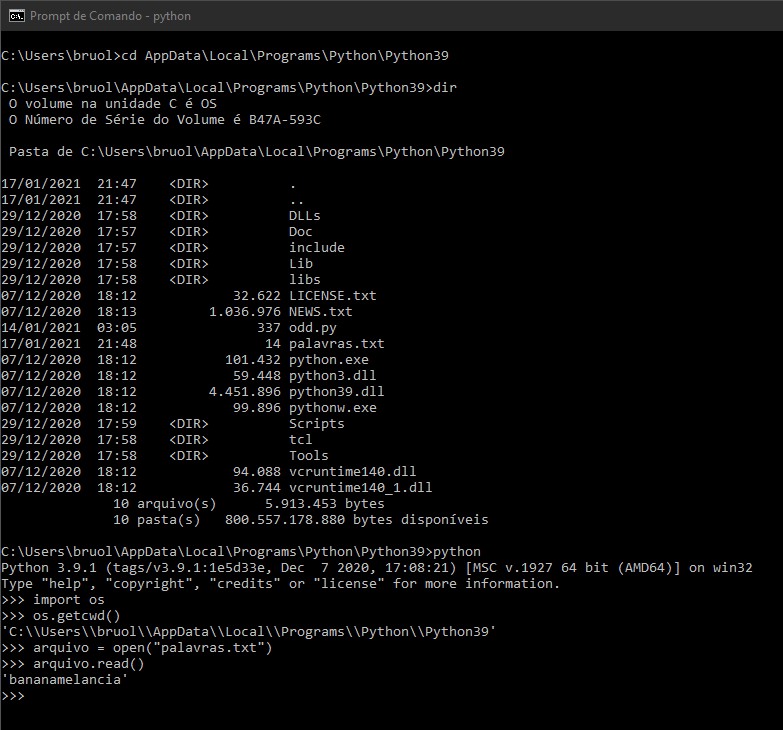 Prompt de Comando - python
C:\Users\bruol>cd AppData\Local\Programs\Python\Python39
C:\Users\bruol\AppData\Local\Programs\Python\Python39>dir
 O volume na unidade C é OS
 O Número de Série do Volume é B47A-593C
 Pasta de C:\Users\bruol\AppData\Local\Programs\Python\Python39
17/01/2021  21:47    <DIR>          .
17/01/2021  21:47    <DIR>          ..
29/12/2020  17:58    <DIR>          DLLs
29/12/2020  17:57    <DIR>          Doc
29/12/2020  17:57    <DIR>          include
29/12/2020  17:58    <DIR>          Lib
29/12/2020  17:58    <DIR>          libs
07/12/2020  18:12            32.622 LICENSE.txt
07/12/2020  18:13         1.036.976 NEWS.txt
14/01/2021  03:05               337 odd.py
17/01/2021  21:48                14 palavras.txt
07/12/2020  18:12           101.432 python.exe
07/12/2020  18:12            59.448 python3.dll
07/12/2020  18:12         4.451.896 python39.dll
07/12/2020  18:12            99.896 pythonw.exe
29/12/2020  17:59    <DIR>          Scripts
29/12/2020  17:58    <DIR>          tcl
29/12/2020  17:58    <DIR>          Tools
07/12/2020  18:12            94.088 vcruntime140.dll
07/12/2020  18:12            36.744 vcruntime140_1.dll
              10 arquivo(s)      5.913.453 bytes
              10 pasta(s)   800.557.178.880 bytes disponíveis
C:\Users\bruol\AppData\Local\Programs\Python\Python39>python
Python 3.9.1 (tags/v3.9.1:1e5d33e, Dec  7 2020, 17:08:21) [MSC v.1927 64 bit (AMD64)] on win32
Type "help", "copyright", "credits" or "license" for more information.
>>> import os
>>> os.getcwd()
'C:\\Users\\bruol\\AppData\\Local\\Programs\\Python\\Python39'
>>> arquivo = open("palavras.txt")
>>> arquivo.read()
'bananamelancia'
>>>